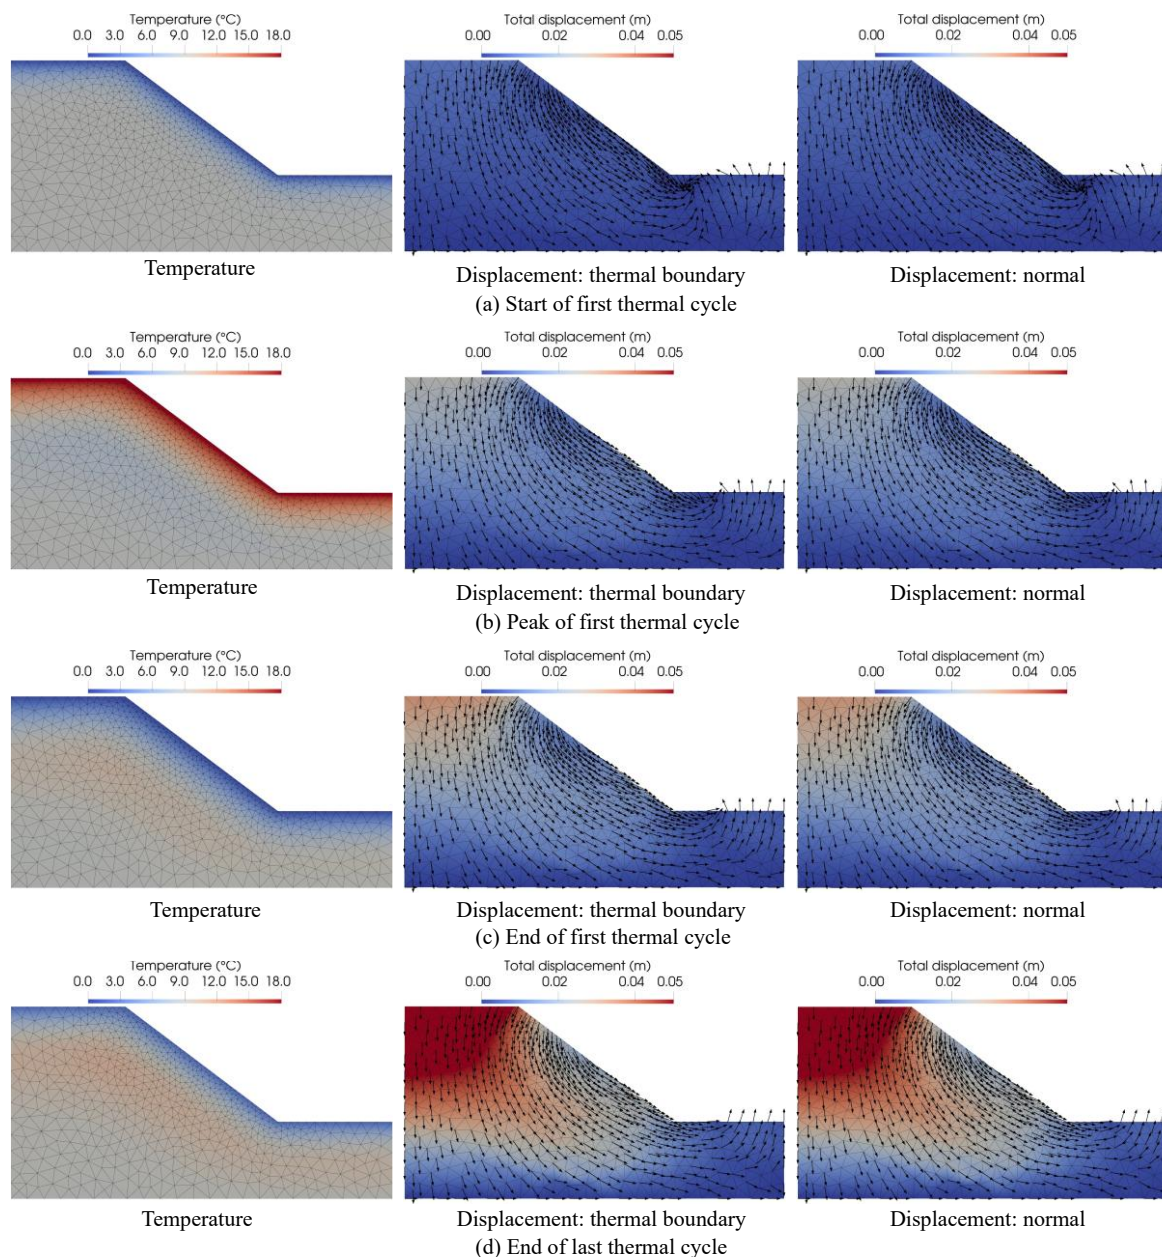 Temperature (°C)
0.0 3.0 6.0 9.0 12.0 15.0 18.0
Total displacement (m)
0.00 0.02 0.04 0.05
Total displacement (m)
0.00 0.02 0.04 0.05
Temperature
Displacement: thermal boundary
Displacement: normal
(a) Start of first thermal cycle
Temperature (°C)
0.0 3.0 6.0 9.0 12.0 15.0 18.0
Total displacement (m)
0.00 0.02 0.04 0.05
Total displacement (m)
0.00 0.02 0.04 0.05
Temperature
Displacement: thermal boundary
Displacement: normal
(b) Peak of first thermal cycle
Temperature (°C)
0.0 3.0 6.0 9.0 12.0 15.0 18.0
Total displacement (m)
0.00 0.02 0.04 0.05
Total displacement (m)
0.00 0.02 0.04 0.05
Temperature
Displacement: thermal boundary
Displacement: normal
(c) End of first thermal cycle
Temperature (°C)
0.0 3.0 6.0 9.0 12.0 15.0 18.0
Total displacement (m)
0.00 0.02 0.04 0.05
Total displacement (m)
0.00 0.02 0.04 0.05
Temperature
Displacement: thermal boundary
Displacement: normal
(d) End of last thermal cycle